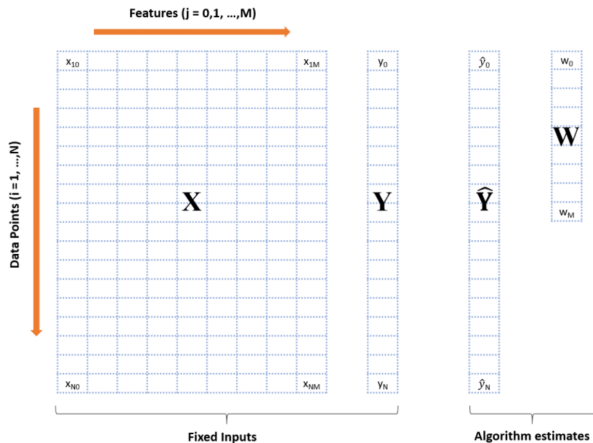 Features (j = 0,1, ...,M)
x₁₀ x₁M y₀ ŷ₀ w₀
Data Points (i = 1, ...,N)
W
X Y Ŷ
wM
xN0 xNM yN ŷN
Fixed Inputs Algorithm estimates